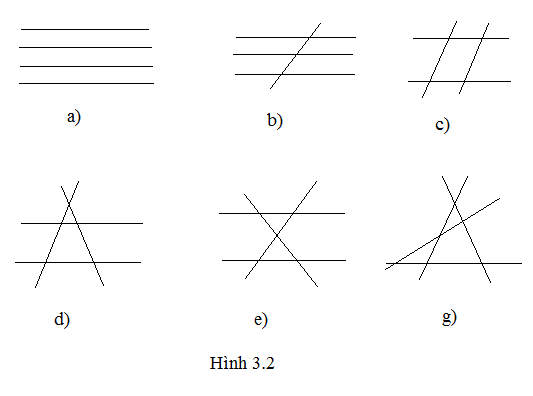 a) b) c)
d) e) g)
Hình 3.2